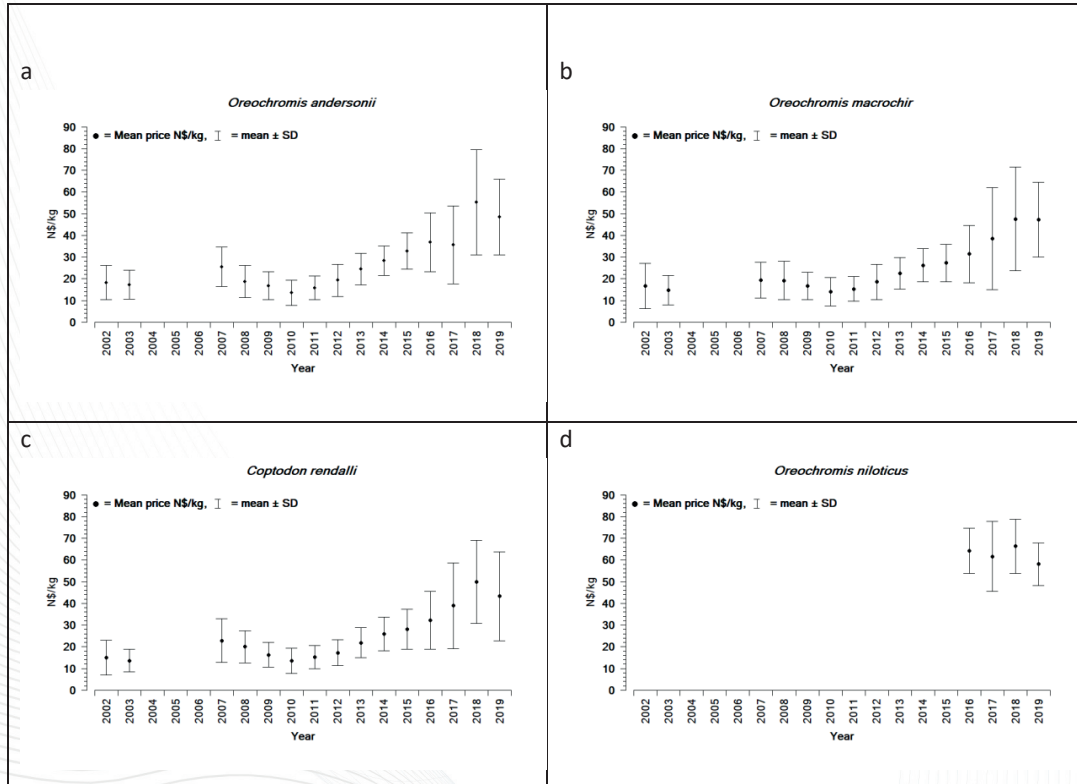 a
Oreochromis andersonii
● = Mean price N$/kg, ⌶ = mean ± SD
N$/kg
90
80
70
60
50
40
30
20
10
0
2002 2003 2004 2005 2006 2007 2008 2009 2010 2011 2012 2013 2014 2015 2016 2017 2018 2019
Year
b
Oreochromis macrochir
● = Mean price N$/kg, ⌶ = mean ± SD
N$/kg
90
80
70
60
50
40
30
20
10
0
2002 2003 2004 2005 2006 2007 2008 2009 2010 2011 2012 2013 2014 2015 2016 2017 2018 2019
Year
c
Coptodon rendalli
● = Mean price N$/kg, ⌶ = mean ± SD
N$/kg
90
80
70
60
50
40
30
20
10
0
2002 2003 2004 2005 2006 2007 2008 2009 2010 2011 2012 2013 2014 2015 2016 2017 2018 2019
Year
d
Oreochromis niloticus
● = Mean price N$/kg, ⌶ = mean ± SD
N$/kg
90
80
70
60
50
40
30
20
10
0
2002 2003 2004 2005 2006 2007 2008 2009 2010 2011 2012 2013 2014 2015 2016 2017 2018 2019
Year